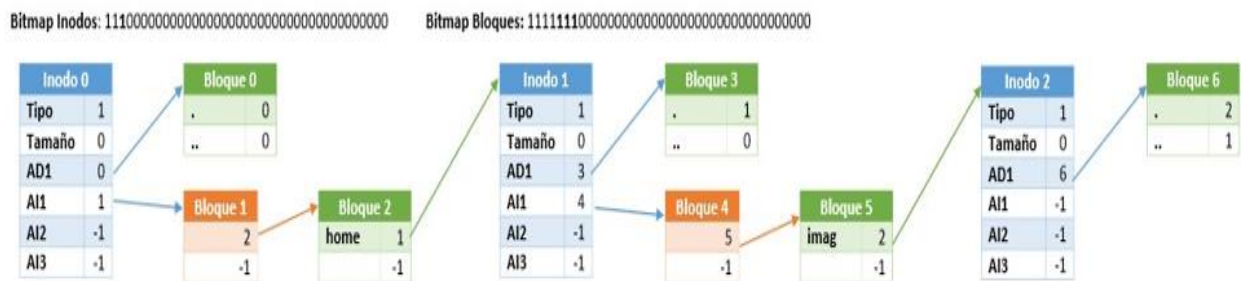 Bitmap Inodos: 1110000000000000000000000000000000000000
Bitmap Bloques: 1111111000000000000000000000000000000000
Inodo 0
Tipo 1
Tamaño 0
AD1 0
AI1 1
AI2 -1
AI3 -1
Bloque 0
. 0
.. 0
Bloque 1
2
-1
Bloque 2
home 1
-1
Inodo 1
Tipo 1
Tamaño 0
AD1 3
AI1 4
AI2 -1
AI3 -1
Bloque 3
. 1
.. 0
Bloque 4
5
-1
Bloque 5
imag 2
-1
Inodo 2
Tipo 1
Tamaño 0
AD1 6
AI1 -1
AI2 -1
AI3 -1
Bloque 6
. 2
.. 1